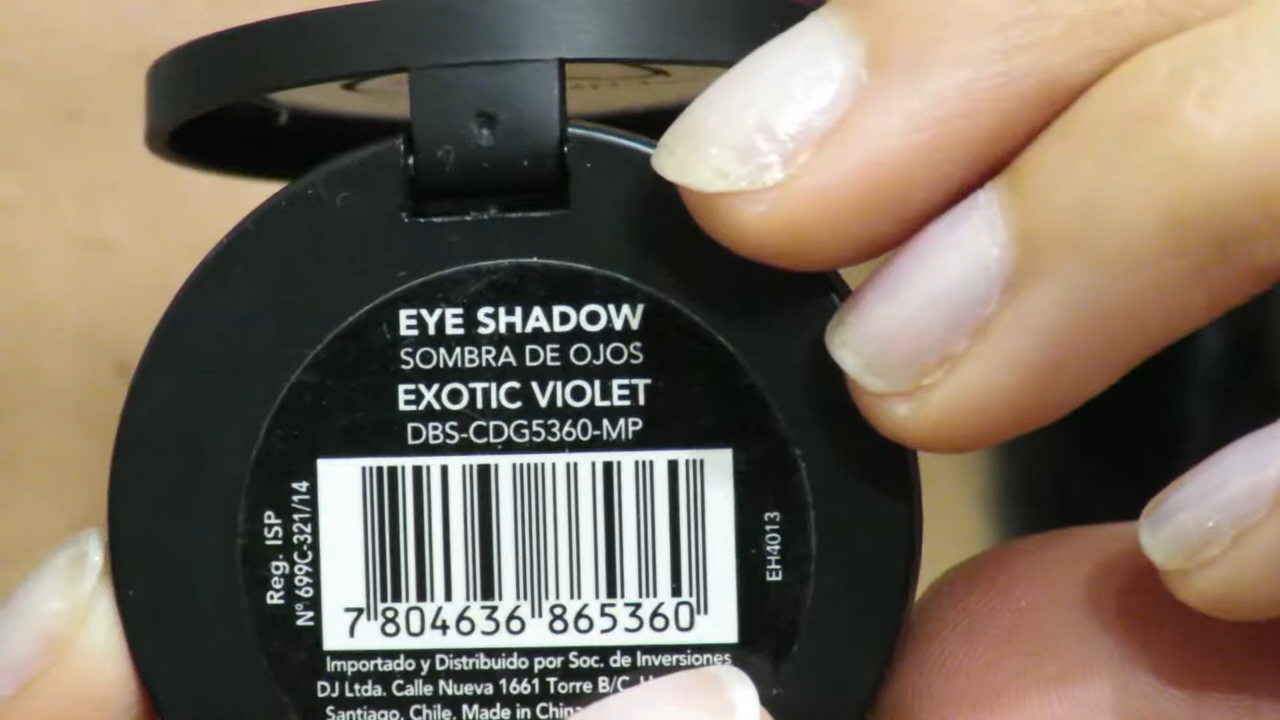 EYE SHADOW
SOMBRA DE OJOS
EXOTIC VIOLET
DBS-CDG5360-MP
Reg. ISP
N° 699C-321/14
EH4013
7 804636 865360
Importado y Distribuido por Soc. de Inversiones
DJ Ltda. Calle Nueva 1661 Torre B/C
Santiago, Chile. Made in China